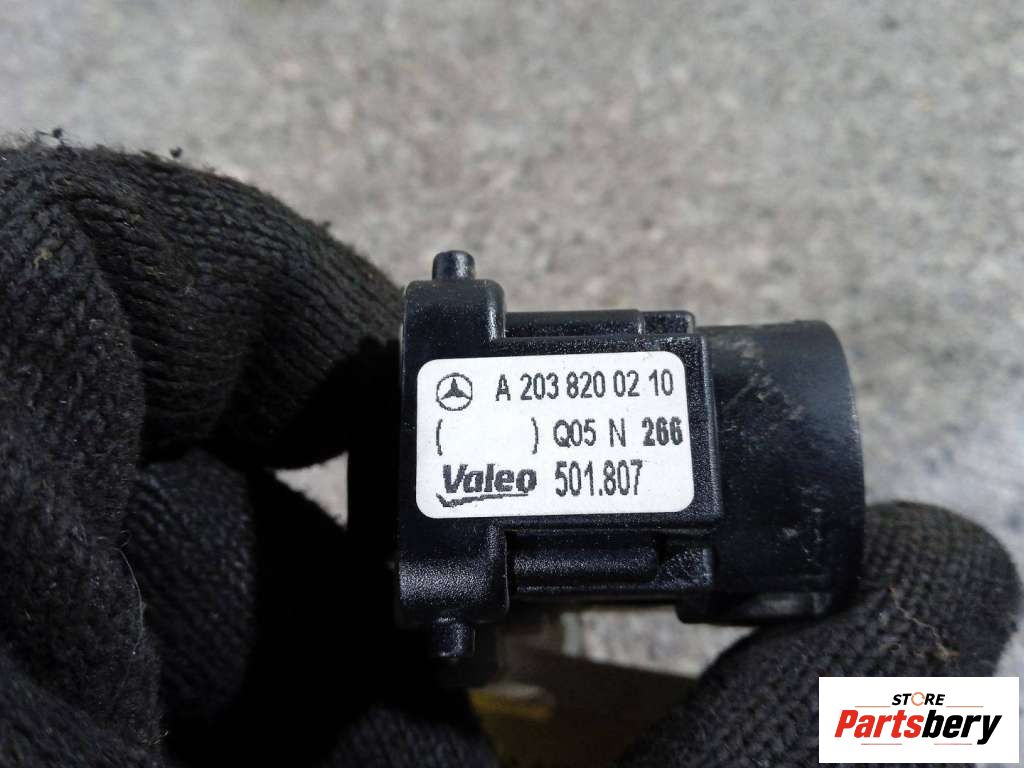 A 203 820 02 10
( ) Q05 N 266
Valeo 501.807
STORE
Partsbery